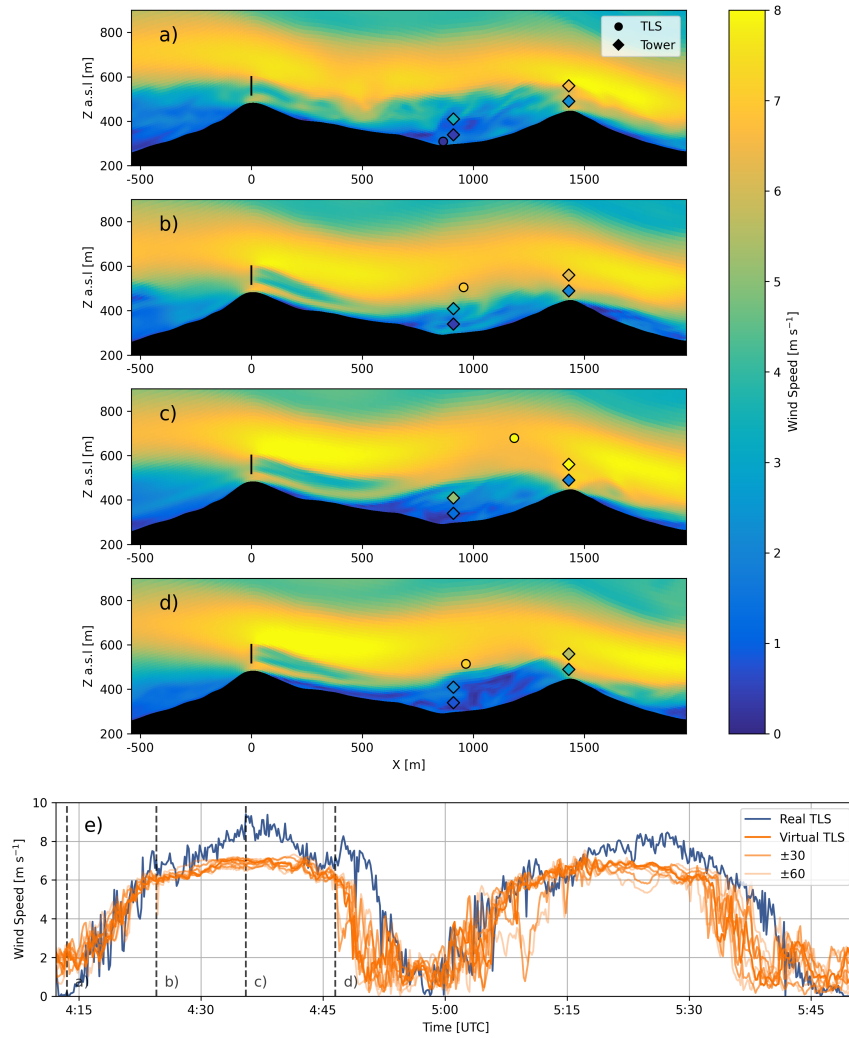 a)
TLS
Tower
Z a.s.l [m]
800
600
400
200
-500 0 500 1000 1500
b)
Z a.s.l [m]
800
600
400
200
-500 0 500 1000 1500
c)
Z a.s.l [m]
800
600
400
200
-500 0 500 1000 1500
d)
Z a.s.l [m]
800
600
400
200
-500 0 500 1000 1500
X [m]
8
7
6
5
4
3
2
1
0
Wind Speed [m s⁻¹]
e)
Real TLS
Virtual TLS
±30
±60
Wind Speed [m s⁻¹]
10
8
6
4
2
0
a)
b)
c)
d)
4:15 4:30 4:45 5:00 5:15 5:30 5:45
Time [UTC]